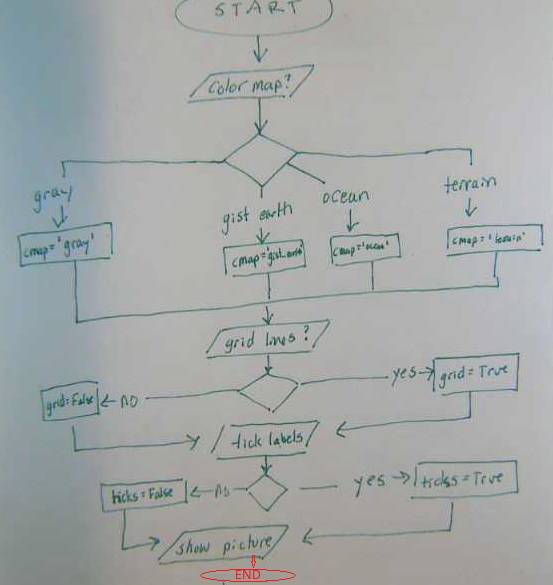 START
Color map?
gray
gist earth
ocean
terrain
cmap='gray'
cmap='gist_earth'
cmap='ocean'
cmap='terrain'
grid lines?
no
yes
grid=False
grid=True
tick labels
no
yes
ticks=False
tickss=True
show picture
END